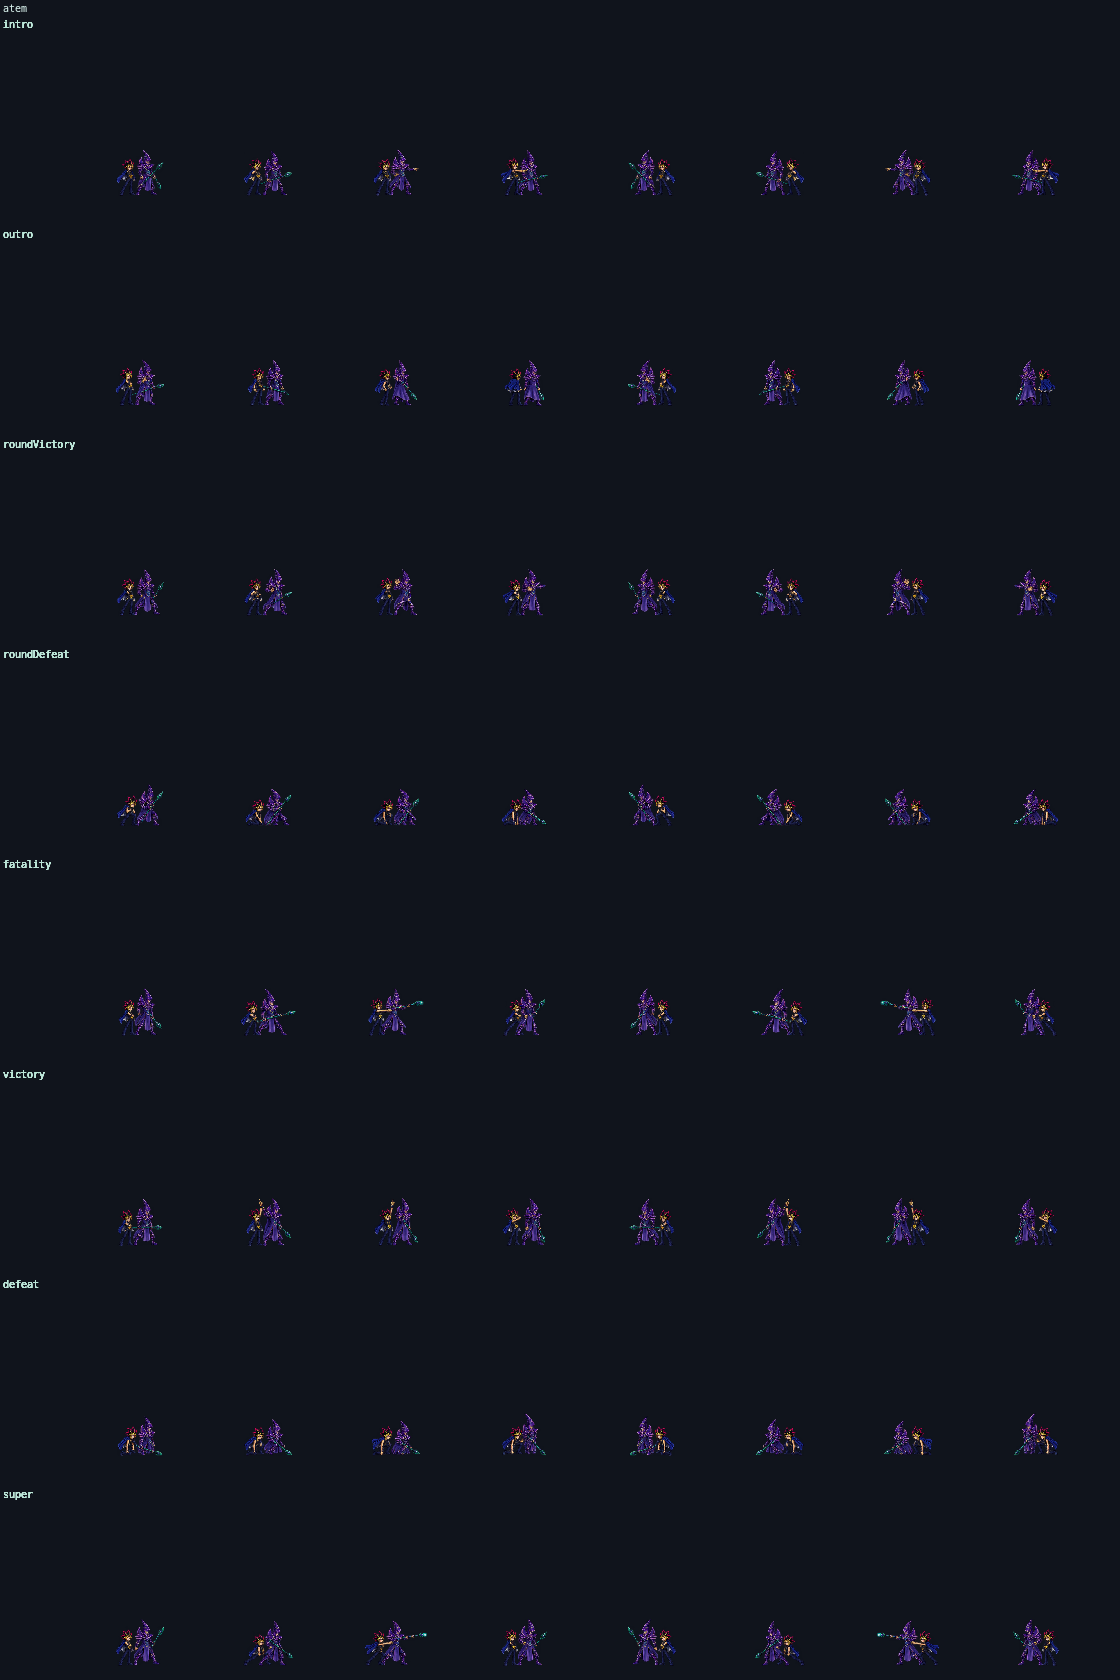 atem
intro
outro
roundVictory
roundDefeat
fatality
victory
defeat
super